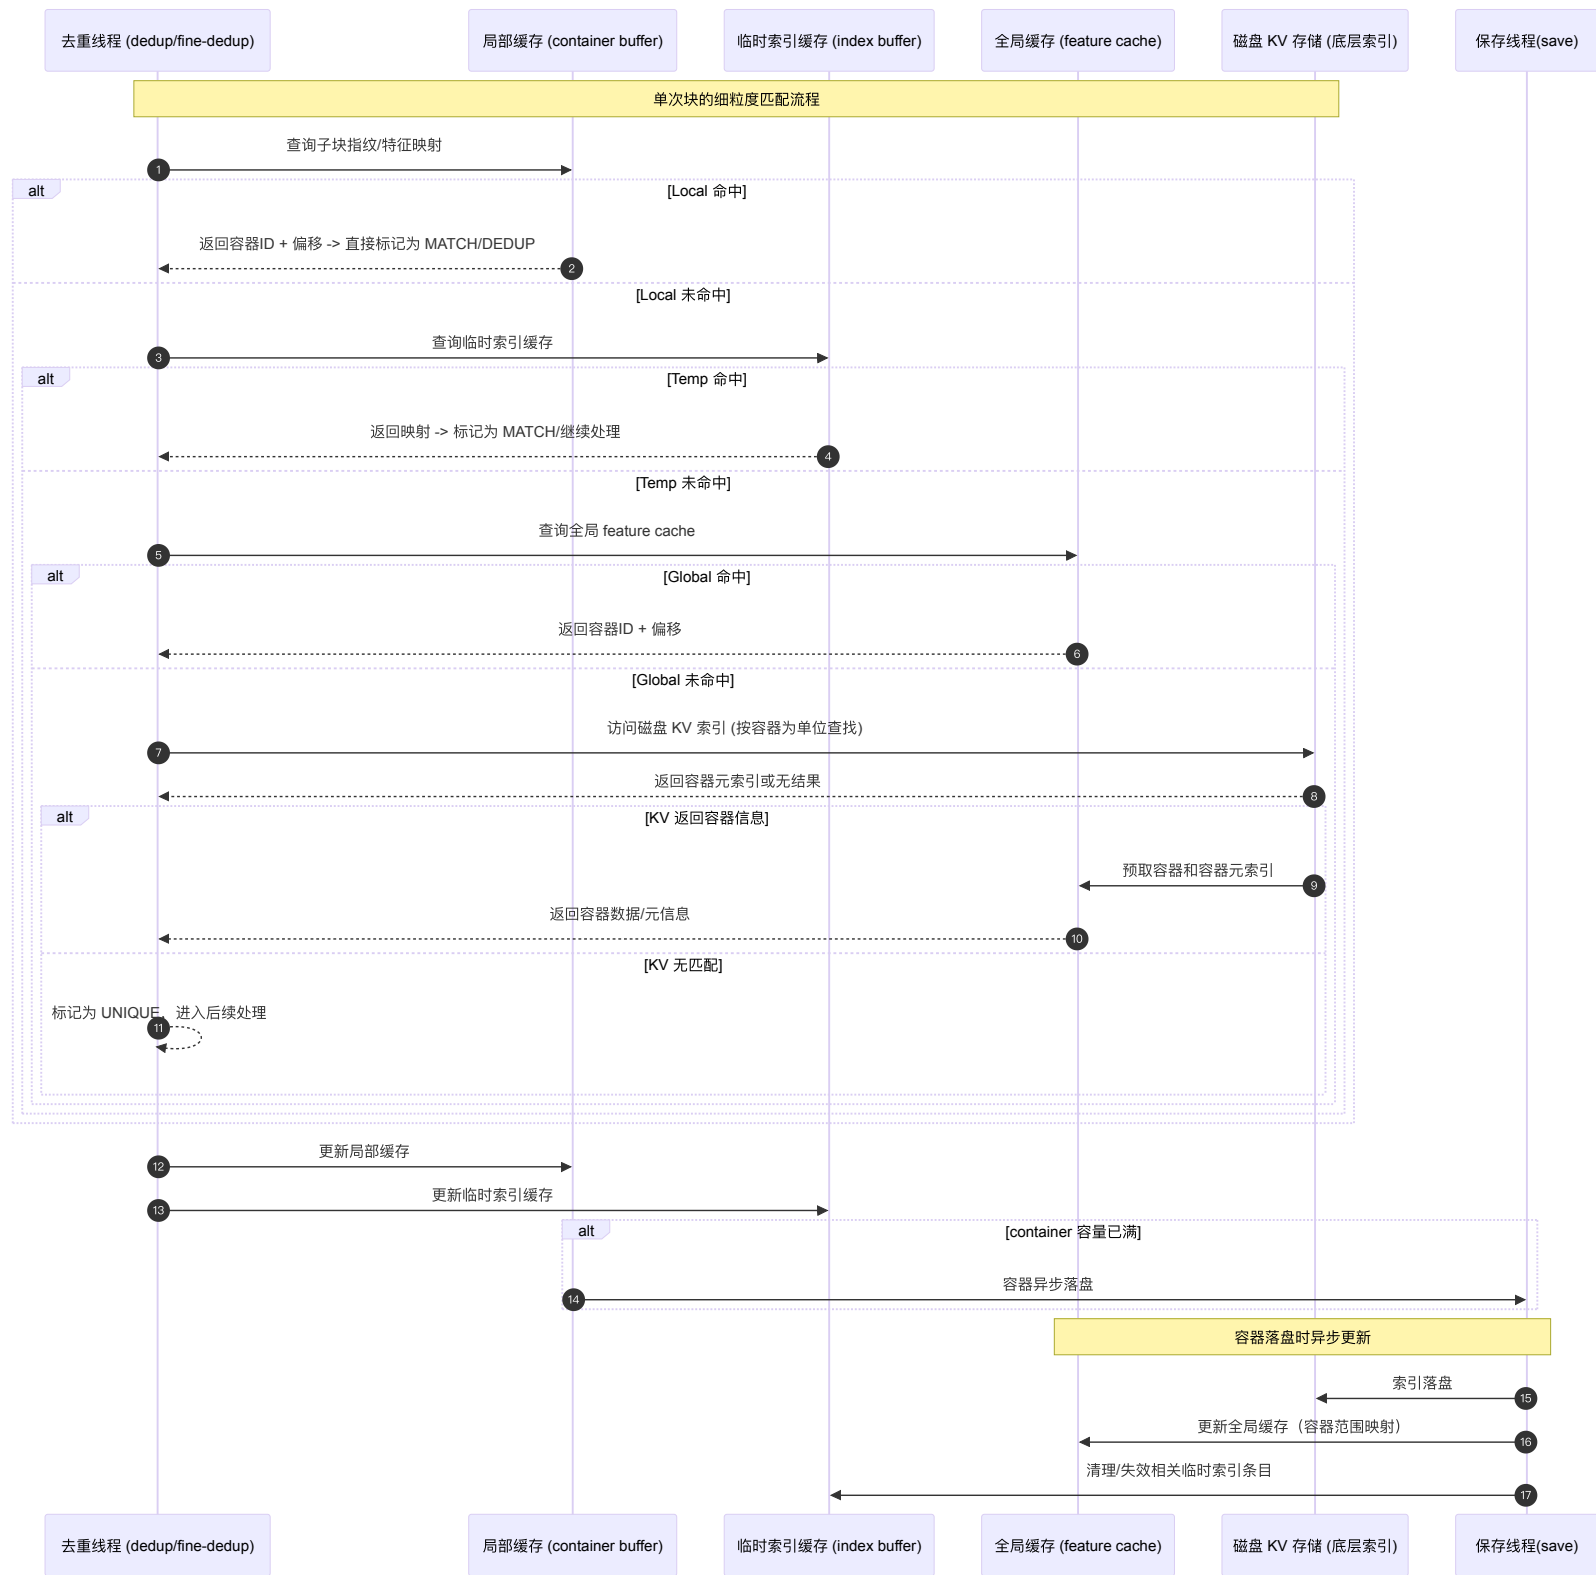 去重线程 (dedup/fine-dedup)
局部缓存 (container buffer)
临时索引缓存 (index buffer)
全局缓存 (feature cache)
磁盘 KV 存储 (底层索引)
保存线程(save)
单次块的细粒度匹配流程
查询子块指纹/特征映射
1
alt
[Local 命中]
返回容器ID + 偏移 -> 直接标记为 MATCH/DEDUP
2
[Local 未命中]
查询临时索引缓存
3
alt
[Temp 命中]
返回映射 -> 标记为 MATCH/继续处理
4
[Temp 未命中]
查询全局 feature cache
5
alt
[Global 命中]
返回容器ID + 偏移
6
[Global 未命中]
访问磁盘 KV 索引 (按容器为单位查找)
7
返回容器元索引或无结果
8
alt
[KV 返回容器信息]
预取容器和容器元索引
9
返回容器数据/元信息
10
[KV 无匹配]
标记为 UNIQUE，进入后续处理
11
更新局部缓存
12
更新临时索引缓存
13
alt
[container 容量已满]
容器异步落盘
14
容器落盘时异步更新
索引落盘
15
更新全局缓存（容器范围映射）
16
清理/失效相关临时索引条目
17
去重线程 (dedup/fine-dedup)
局部缓存 (container buffer)
临时索引缓存 (index buffer)
全局缓存 (feature cache)
磁盘 KV 存储 (底层索引)
保存线程(save)